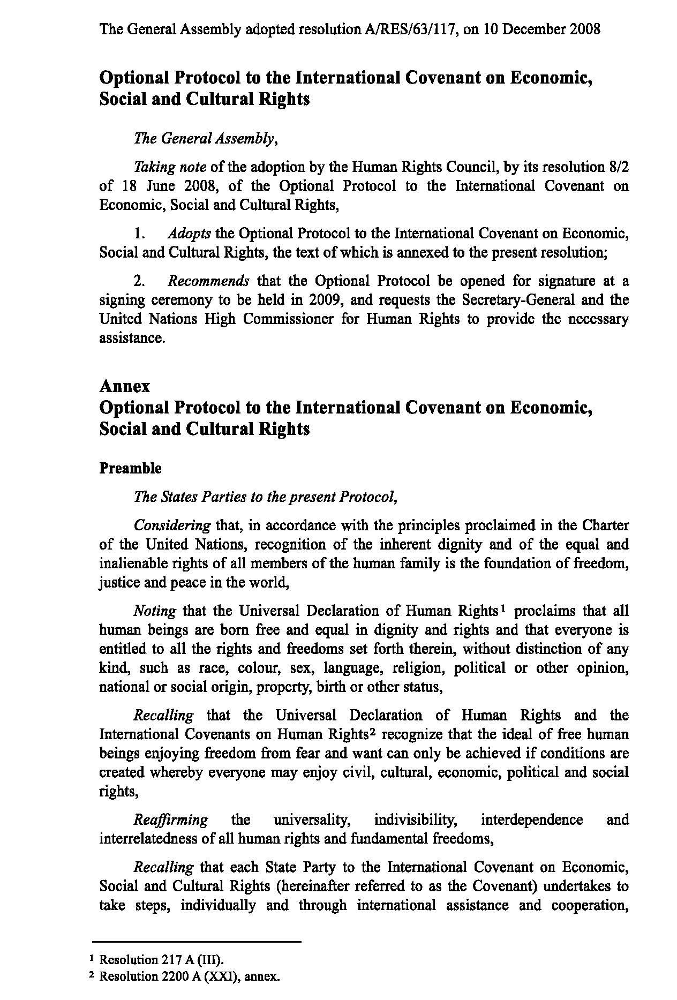 The General Assembly adopted resolution A/RES/63/117, on 10 December 2008
Optional Protocol to the International Covenant on Economic,
Social and Cultural Rights
The General Assembly,
Taking note of the adoption by the Human Rights Council, by its resolution 8/2
of 18 June 2008, of the Optional Protocol to the International Covenant on
Economic, Social and Cultural Rights,
1. Adopts the Optional Protocol to the International Covenant on Economic,
Social and Cultural Rights, the text of which is annexed to the present resolution;
2. Recommends that the Optional Protocol be opened for signature at a
signing ceremony to be held in 2009, and requests the Secretary-General and the
United Nations High Commissioner for Human Rights to provide the necessary
assistance.
Annex
Optional Protocol to the International Covenant on Economic,
Social and Cultural Rights
Preamble
The States Parties to the present Protocol,
Considering that, in accordance with the principles proclaimed in the Charter
of the United Nations, recognition of the inherent dignity and of the equal and
inalienable rights of all members of the human family is the foundation of freedom,
justice and peace in the world,
Noting that the Universal Declaration of Human Rights¹ proclaims that all
human beings are born free and equal in dignity and rights and that everyone is
entitled to all the rights and freedoms set forth therein, without distinction of any
kind, such as race, colour, sex, language, religion, political or other opinion,
national or social origin, property, birth or other status,
Recalling that the Universal Declaration of Human Rights and the
International Covenants on Human Rights² recognize that the ideal of free human
beings enjoying freedom from fear and want can only be achieved if conditions are
created whereby everyone may enjoy civil, cultural, economic, political and social
rights,
Reaffirming the universality, indivisibility, interdependence and
interrelatedness of all human rights and fundamental freedoms,
Recalling that each State Party to the International Covenant on Economic,
Social and Cultural Rights (hereinafter referred to as the Covenant) undertakes to
take steps, individually and through international assistance and cooperation,
¹ Resolution 217 A (III).
² Resolution 2200 A (XXI), annex.